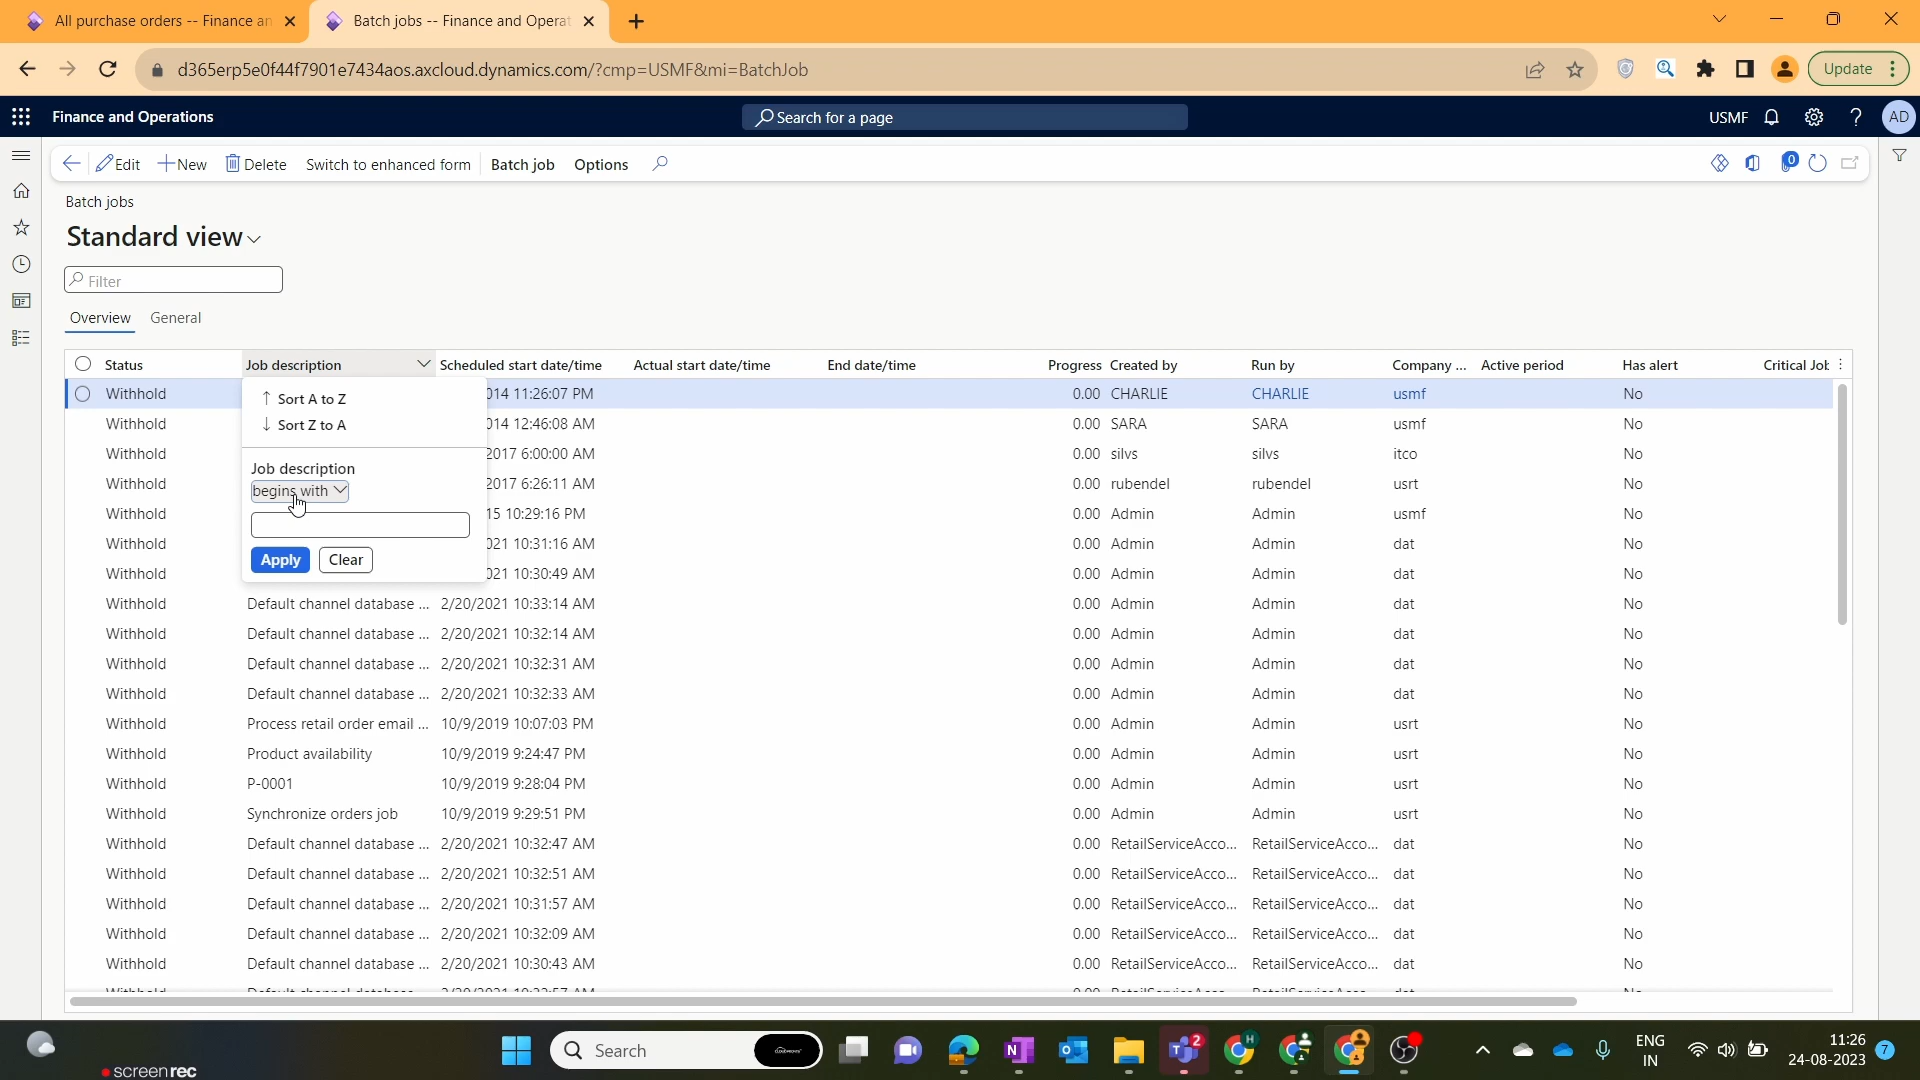 All purchase orders -- Finance an
Batch jobs -- Finance and Operat
d365erp5e0f44f7901e7434aos.axcloud.dynamics.com/?cmp=USMF&mi=BatchJob
Update
Finance and Operations
Search for a page
USMF
AD
Edit New Delete Switch to enhanced form Batch job Options
0
Batch jobs
Standard view
Filter
Overview General
Status Job description Scheduled start date/time Actual start date/time End date/time Progress Created by Run by Company ... Active period Has alert Critical Job
Withhold 014 11:26:07 PM 0.00 CHARLIE CHARLIE usmf No
Withhold 014 12:46:08 AM 0.00 SARA SARA usmf No
Withhold 2017 6:00:00 AM 0.00 silvs silvs itco No
Withhold 2017 6:26:11 AM 0.00 rubendel rubendel usrt No
Withhold 15 10:29:16 PM 0.00 Admin Admin usmf No
Withhold 021 10:31:16 AM 0.00 Admin Admin dat No
Withhold 021 10:30:49 AM 0.00 Admin Admin dat No
Sort A to Z
Sort Z to A
Job description
begins with
Apply Clear
Withhold Default channel database ... 2/20/2021 10:33:14 AM 0.00 Admin Admin dat No
Withhold Default channel database ... 2/20/2021 10:32:14 AM 0.00 Admin Admin dat No
Withhold Default channel database ... 2/20/2021 10:32:31 AM 0.00 Admin Admin dat No
Withhold Default channel database ... 2/20/2021 10:32:33 AM 0.00 Admin Admin dat No
Withhold Process retail order email ... 10/9/2019 10:07:03 PM 0.00 Admin Admin usrt No
Withhold Product availability 10/9/2019 9:24:47 PM 0.00 Admin Admin usrt No
Withhold P-0001 10/9/2019 9:28:04 PM 0.00 Admin Admin usrt No
Withhold Synchronize orders job 10/9/2019 9:29:51 PM 0.00 Admin Admin usrt No
Withhold Default channel database ... 2/20/2021 10:32:47 AM 0.00 RetailServiceAcco... RetailServiceAcco... dat No
Withhold Default channel database ... 2/20/2021 10:32:51 AM 0.00 RetailServiceAcco... RetailServiceAcco... dat No
Withhold Default channel database ... 2/20/2021 10:31:57 AM 0.00 RetailServiceAcco... RetailServiceAcco... dat No
Withhold Default channel database ... 2/20/2021 10:32:09 AM 0.00 RetailServiceAcco... RetailServiceAcco... dat No
Withhold Default channel database ... 2/20/2021 10:30:43 AM 0.00 RetailServiceAcco... RetailServiceAcco... dat No
screenrec
Search
2
H
ENG
IN
11:26
24-08-2023
7